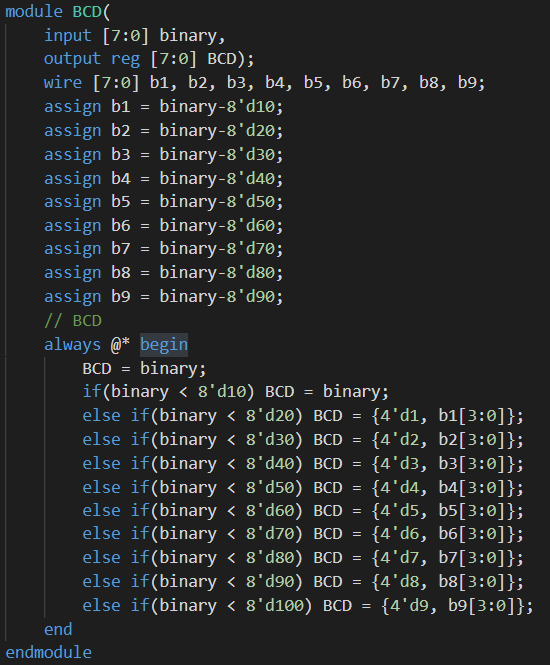 module BCD(
    input [7:0] binary,
    output reg [7:0] BCD);
    wire [7:0] b1, b2, b3, b4, b5, b6, b7, b8, b9;
    assign b1 = binary-8'd10;
    assign b2 = binary-8'd20;
    assign b3 = binary-8'd30;
    assign b4 = binary-8'd40;
    assign b5 = binary-8'd50;
    assign b6 = binary-8'd60;
    assign b7 = binary-8'd70;
    assign b8 = binary-8'd80;
    assign b9 = binary-8'd90;
    // BCD
    always @* begin
        BCD = binary;
        if(binary < 8'd10) BCD = binary;
        else if(binary < 8'd20) BCD = {4'd1, b1[3:0]};
        else if(binary < 8'd30) BCD = {4'd2, b2[3:0]};
        else if(binary < 8'd40) BCD = {4'd3, b3[3:0]};
        else if(binary < 8'd50) BCD = {4'd4, b4[3:0]};
        else if(binary < 8'd60) BCD = {4'd5, b5[3:0]};
        else if(binary < 8'd70) BCD = {4'd6, b6[3:0]};
        else if(binary < 8'd80) BCD = {4'd7, b7[3:0]};
        else if(binary < 8'd90) BCD = {4'd8, b8[3:0]};
        else if(binary < 8'd100) BCD = {4'd9, b9[3:0]};
    end
endmodule